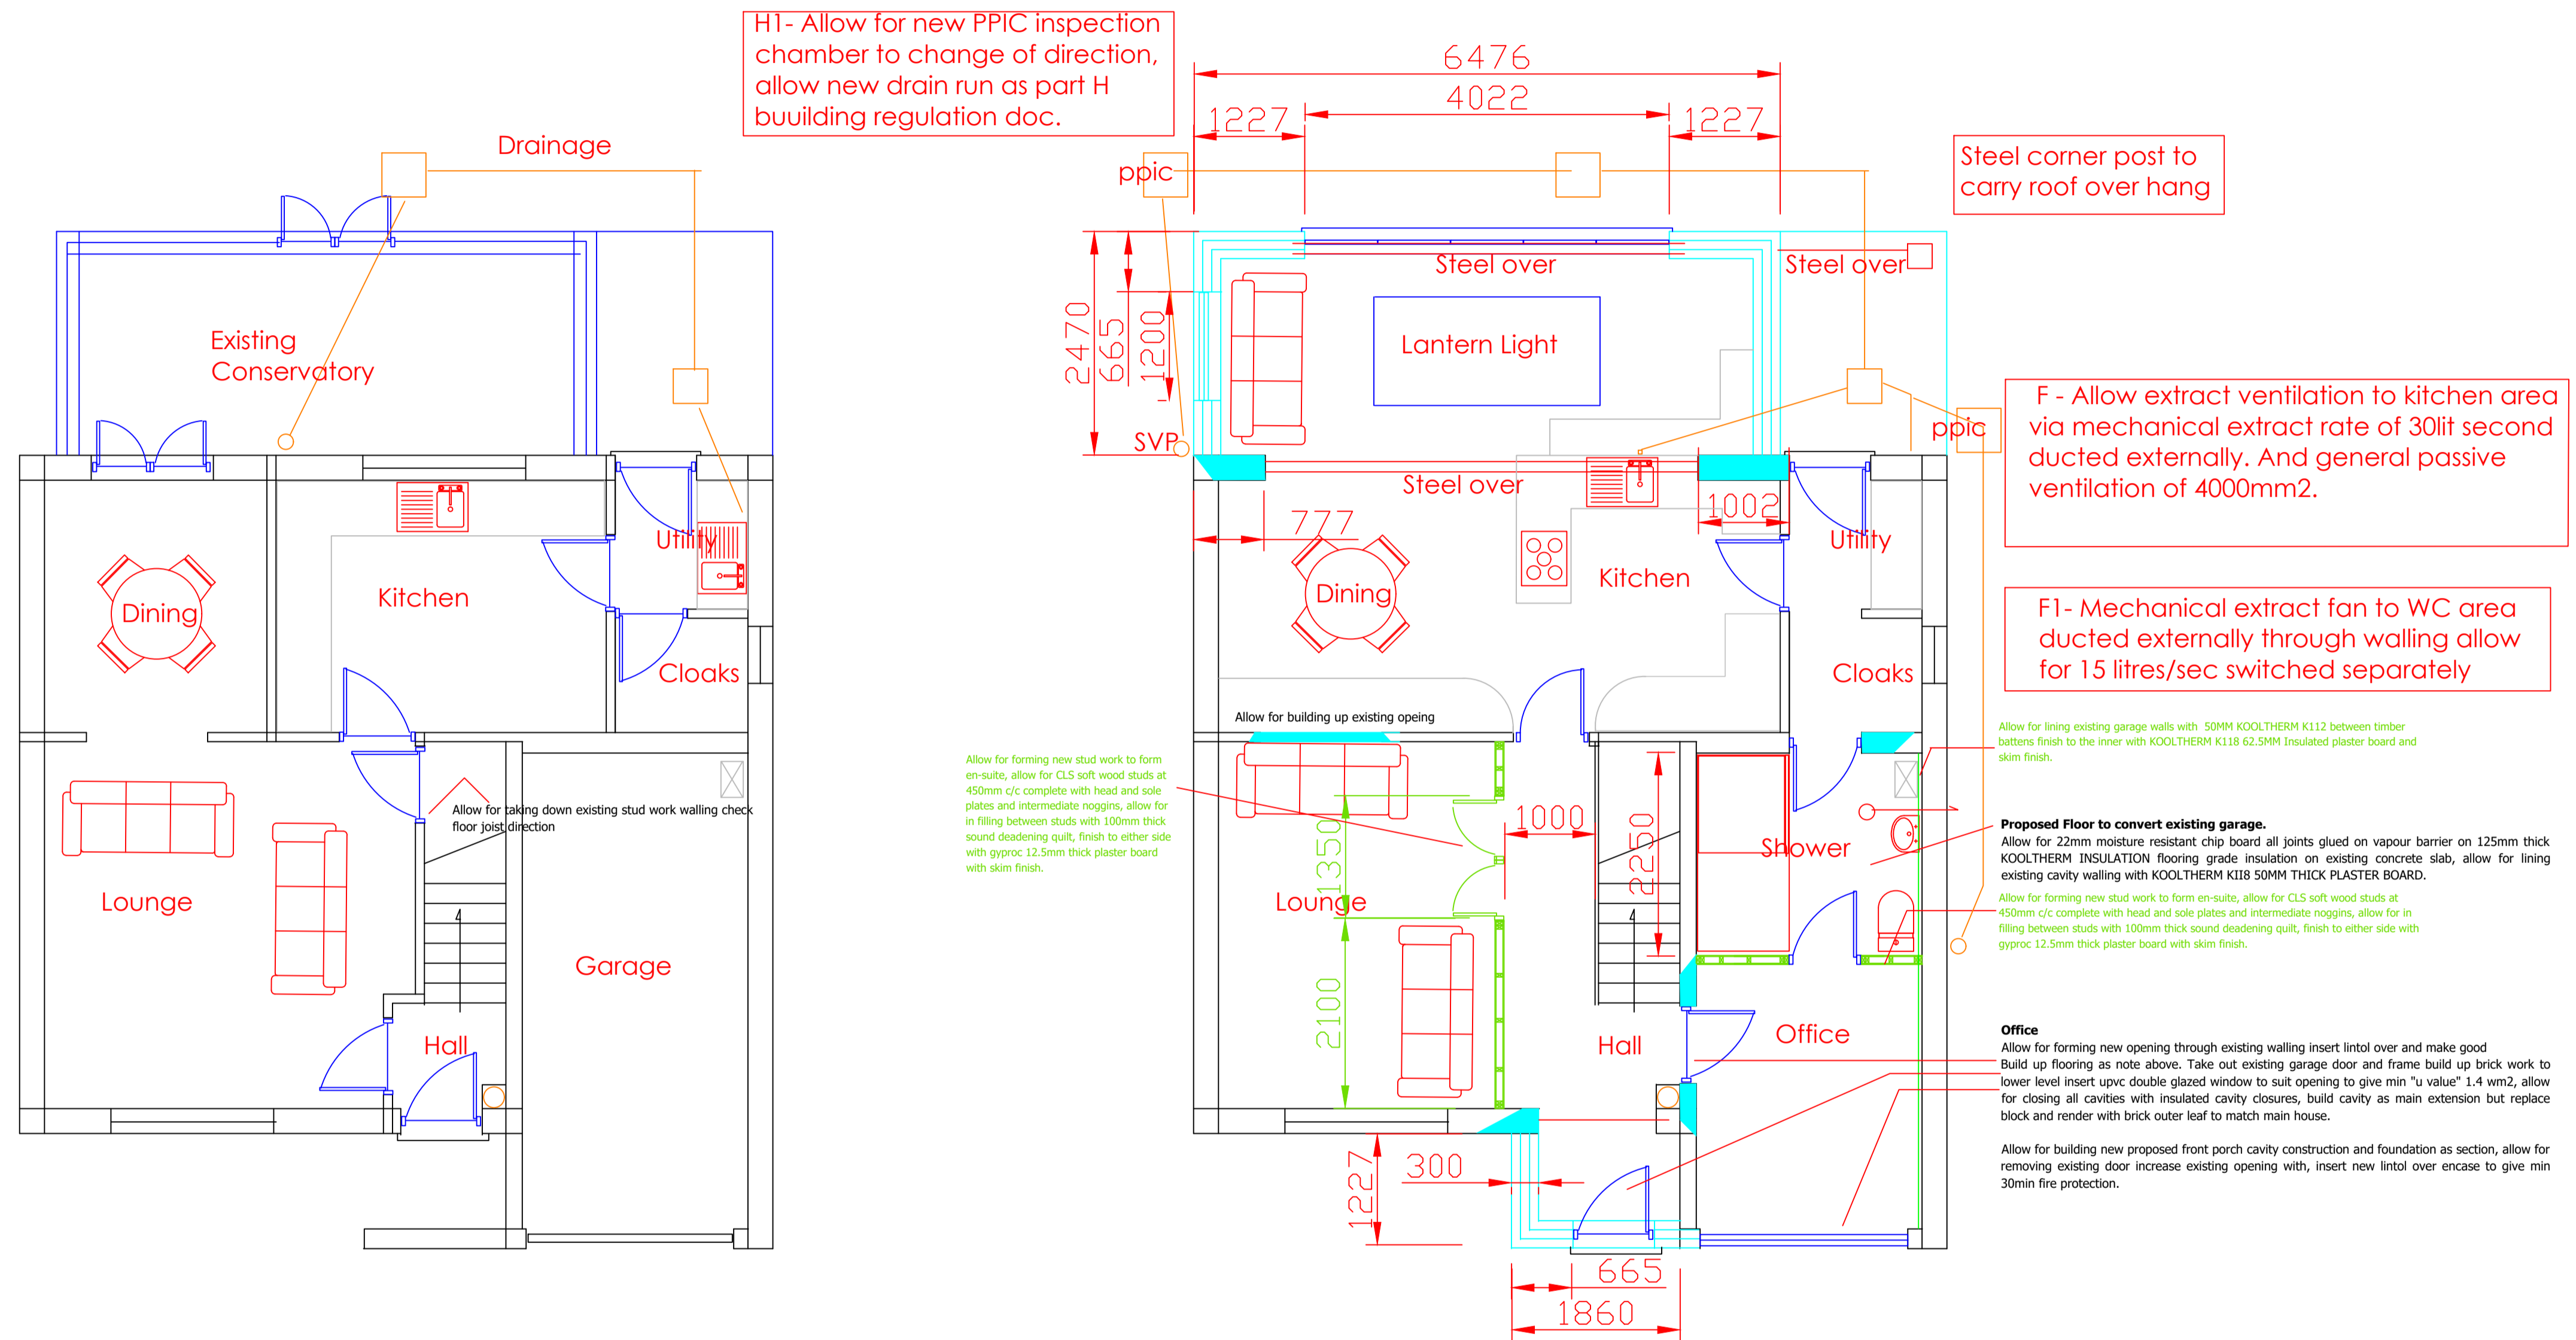 H1- Allow for new PPIC inspection
chamber to change of direction,
allow new drain run as part H
buuilding regulation doc.
Drainage
Existing
Conservatory
Utility
Dining
Kitchen
Cloaks
Allow for taking down existing stud work walling check
floor joist direction
Lounge
4
Garage
Hall
6476
4022
1227
1227
ppic
Steel corner post to
carry roof over hang
Steel over
Steel over
2470
665
1200
Lantern Light
SVP
ppic
Steel over
777
1002
Utility
Dining
Kitchen
Cloaks
F - Allow extract ventilation to kitchen area
via mechanical extract rate of 30lit second
ducted externally. And general passive
ventilation of 4000mm2.
F1- Mechanical extract fan to WC area
ducted externally through walling allow
for 15 litres/sec switched separately
Allow for building up existing opeing
Allow for forming new stud work to form
en-suite, allow for CLS soft wood studs at
450mm c/c complete with head and sole
plates and intermediate noggins, allow for
in filling between studs with 100mm thick
sound deadening quilt, finish to either side
with gyproc 12.5mm thick plaster board
with skim finish.
1350
1000
2250
Shower
Lounge
4
2100
Hall
Office
Allow for lining existing garage walls with 50MM KOOLTHERM K112 between timber
battens finish to the inner with KOOLTHERM K118 62.5MM Insulated plaster board and
skim finish.
Proposed Floor to convert existing garage.
Allow for 22mm moisture resistant chip board all joints glued on vapour barrier on 125mm thick
KOOLTHERM INSULATION flooring grade insulation on existing concrete slab, allow for lining
existing cavity walling with KOOLTHERM KII8 50MM THICK PLASTER BOARD.
Allow for forming new stud work to form en-suite, allow for CLS soft wood studs at
450mm c/c complete with head and sole plates and intermediate noggins, allow for in
filling between studs with 100mm thick sound deadening quilt, finish to either side with
gyproc 12.5mm thick plaster board with skim finish.
Office
Allow for forming new opening through existing walling insert lintol over and make good
Build up flooring as note above. Take out existing garage door and frame build up brick work to
lower level insert upvc double glazed window to suit opening to give min "u value" 1.4 wm2, allow
for closing all cavities with insulated cavity closures, build cavity as main extension but replace
block and render with brick outer leaf to match main house.
Allow for building new proposed front porch cavity construction and foundation as section, allow for
removing existing door increase existing opening with, insert new lintol over encase to give min
30min fire protection.
1227
300
665
1860